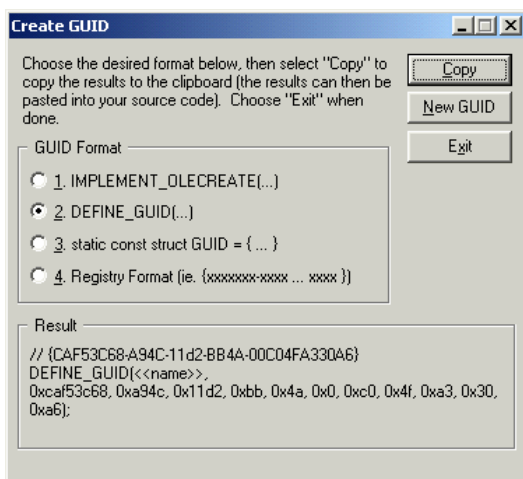 Create GUID
Choose the desired format below, then select "Copy" to
copy the results to the clipboard (the results can then be
pasted into your source code).  Choose "Exit" when
done.
Copy
New GUID
Exit
GUID Format
1. IMPLEMENT_OLECREATE(...)
2. DEFINE_GUID(...)
3. static const struct GUID = { ... }
4. Registry Format (ie. {xxxxxxx-xxxx ... xxxx })
Result
// {CAF53C68-A94C-11d2-BB4A-00C04FA330A6}
DEFINE_GUID(<<name>>,
0xcaf53c68, 0xa94c, 0x11d2, 0xbb, 0x4a, 0x0, 0xc0, 0x4f, 0xa3, 0x30,
0xa6);